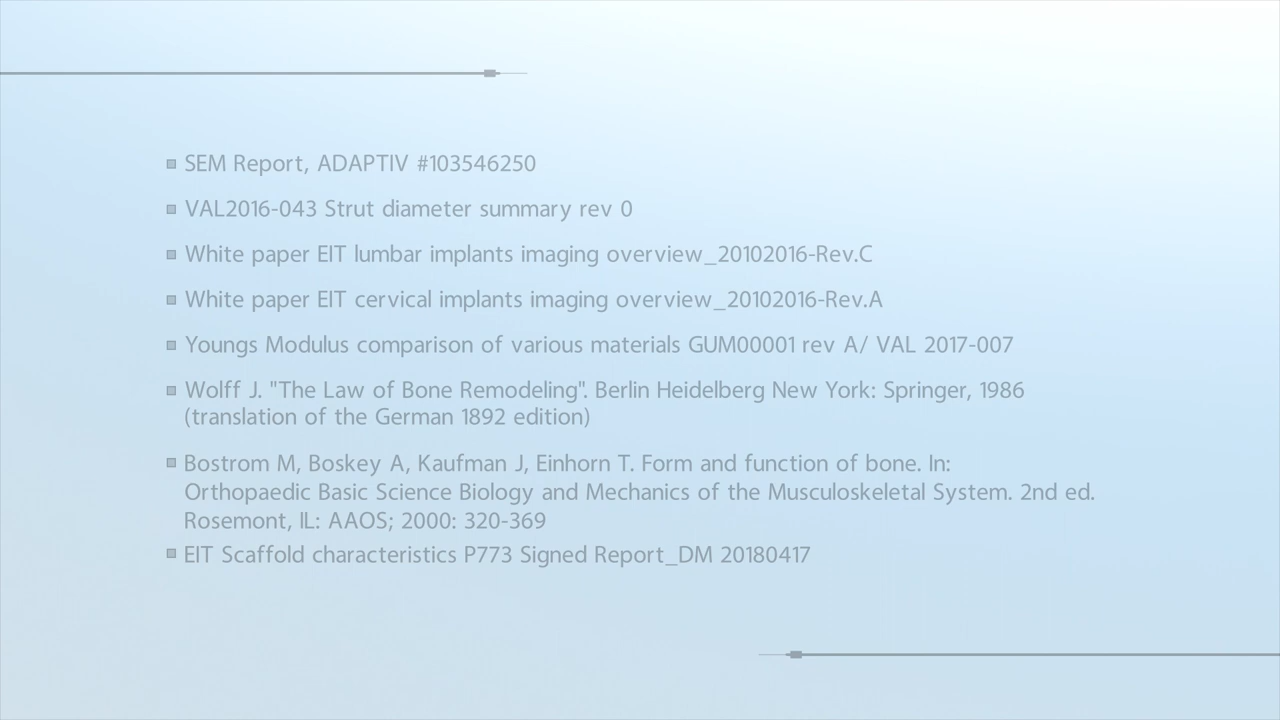 SEM Report, ADAPTIV #103546250
VAL2016-043 Strut diameter summary rev 0
White paper EIT lumbar implants imaging overview_20102016-Rev.C
White paper EIT cervical implants imaging overview_20102016-Rev.A
Youngs Modulus comparison of various materials GUM00001 rev A/ VAL 2017-007
Wolff J. "The Law of Bone Remodeling". Berlin Heidelberg New York: Springer, 1986
(translation of the German 1892 edition)
Bostrom M, Boskey A, Kaufman J, Einhorn T. Form and function of bone. In:
Orthopaedic Basic Science Biology and Mechanics of the Musculoskeletal System. 2nd ed.
Rosemont, IL: AAOS; 2000: 320-369
EIT Scaffold characteristics P773 Signed Report_DM 20180417